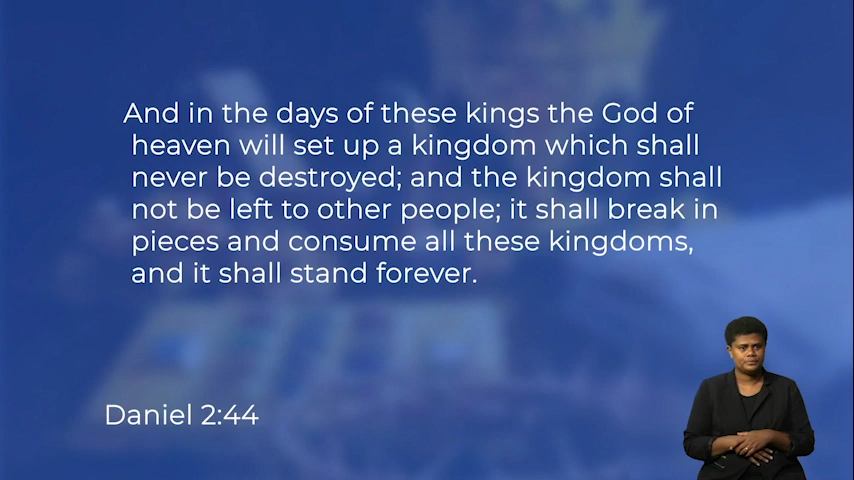 And in the days of these kings the God of
heaven will set up a kingdom which shall
never be destroyed; and the kingdom shall
not be left to other people; it shall break in
pieces and consume all these kingdoms,
and it shall stand forever.
Daniel 2:44